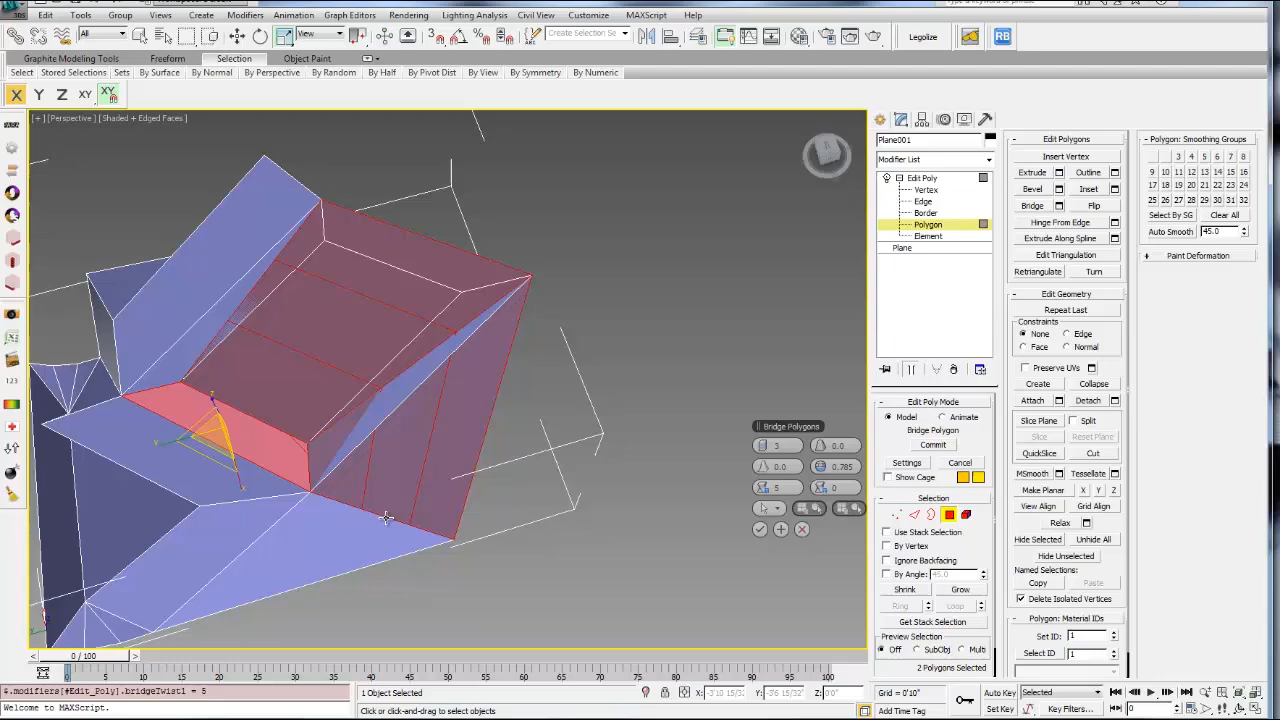 Edit Tools Group Views Create Modifiers Animation Graph Editors Rendering Lighting Analysis Civil View Customize MAXScript Help
All View Create Selection Se Legolize RB
Graphite Modeling Tools Freeform Selection Object Paint
Select Stored Selections Sets By Surface By Normal By Perspective By Random By Half By Pivot Dist By View By Symmetry By Numeric
X Y Z XY XY
[+] [Perspective] [Shaded + Edged Faces]
Plane001
Modifier List
Edit Poly
Vertex
Edge
Border
Polygon
Element
Plane
Edit Poly Mode
Model Animate
Bridge Polygon
Commit
Settings Cancel
Show Cage
Selection
Use Stack Selection
By Vertex
Ignore Backfacing
By Angle: 45.0
Shrink Grow
Ring Loop
Get Stack Selection
Preview Selection
Off SubObj Multi
2 Polygons Selected
Edit Polygons
Insert Vertex
Extrude Outline
Bevel Inset
Bridge Flip
Hinge From Edge
Extrude Along Spline
Edit Triangulation
Retriangulate Turn
Edit Geometry
Repeat Last
Constraints
None Edge
Face Normal
Preserve UVs
Create Collapse
Attach Detach
Slice Plane Split
Slice Reset Plane
QuickSlice Cut
MSmooth Tessellate
Make Planar X Y Z
View Align Grid Align
Relax
Hide Selected Unhide All
Hide Unselected
Named Selections:
Copy Paste
Delete Isolated Vertices
Polygon: Material IDs
Set ID: 1
Select ID 1
Polygon: Smoothing Groups
3 4 5 6 7 8
9 10 11 12 13 14 15 16
17 18 19 20 21 22 23 24
25 26 27 28 29 30 31 32
Select By SG Clear All
Auto Smooth 45.0
Paint Deformation
Bridge Polygons
3 0.0
0.0 0.785
5 0
123
z
y
x
0 / 100
0 5 10 15 20 25 30 35 40 45 50 55 60 65 70 75 80 85 90 95 100
$.modifiers[#Edit_Poly].bridgeTwist1 = 5
Welcome to MAXScript.
1 Object Selected
Click or click-and-drag to select objects
X: -3'10 15/32 Y: -3'6 15/32 Z: 0'0"
Grid = 0'10"
Add Time Tag
Auto Key Selected
Set Key Key Filters...
0